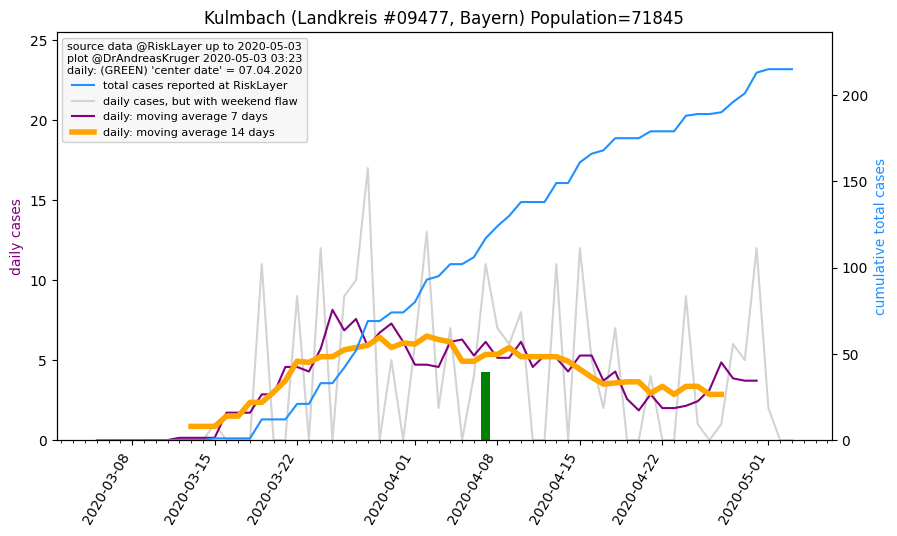 Kulmbach (Landkreis #09477, Bayern) Population=71845
source data @RiskLayer up to 2020-05-03
plot @DrAndreasKruger 2020-05-03 03:23
daily: (GREEN) 'center date' = 07.04.2020
total cases reported at RiskLayer
daily cases, but with weekend flaw
daily: moving average 7 days
daily: moving average 14 days
daily cases
25
20
15
10
5
0
200
150
100
50
0
cumulative total cases
2020-03-08
2020-03-15
2020-03-22
2020-04-01
2020-04-08
2020-04-15
2020-04-22
2020-05-01